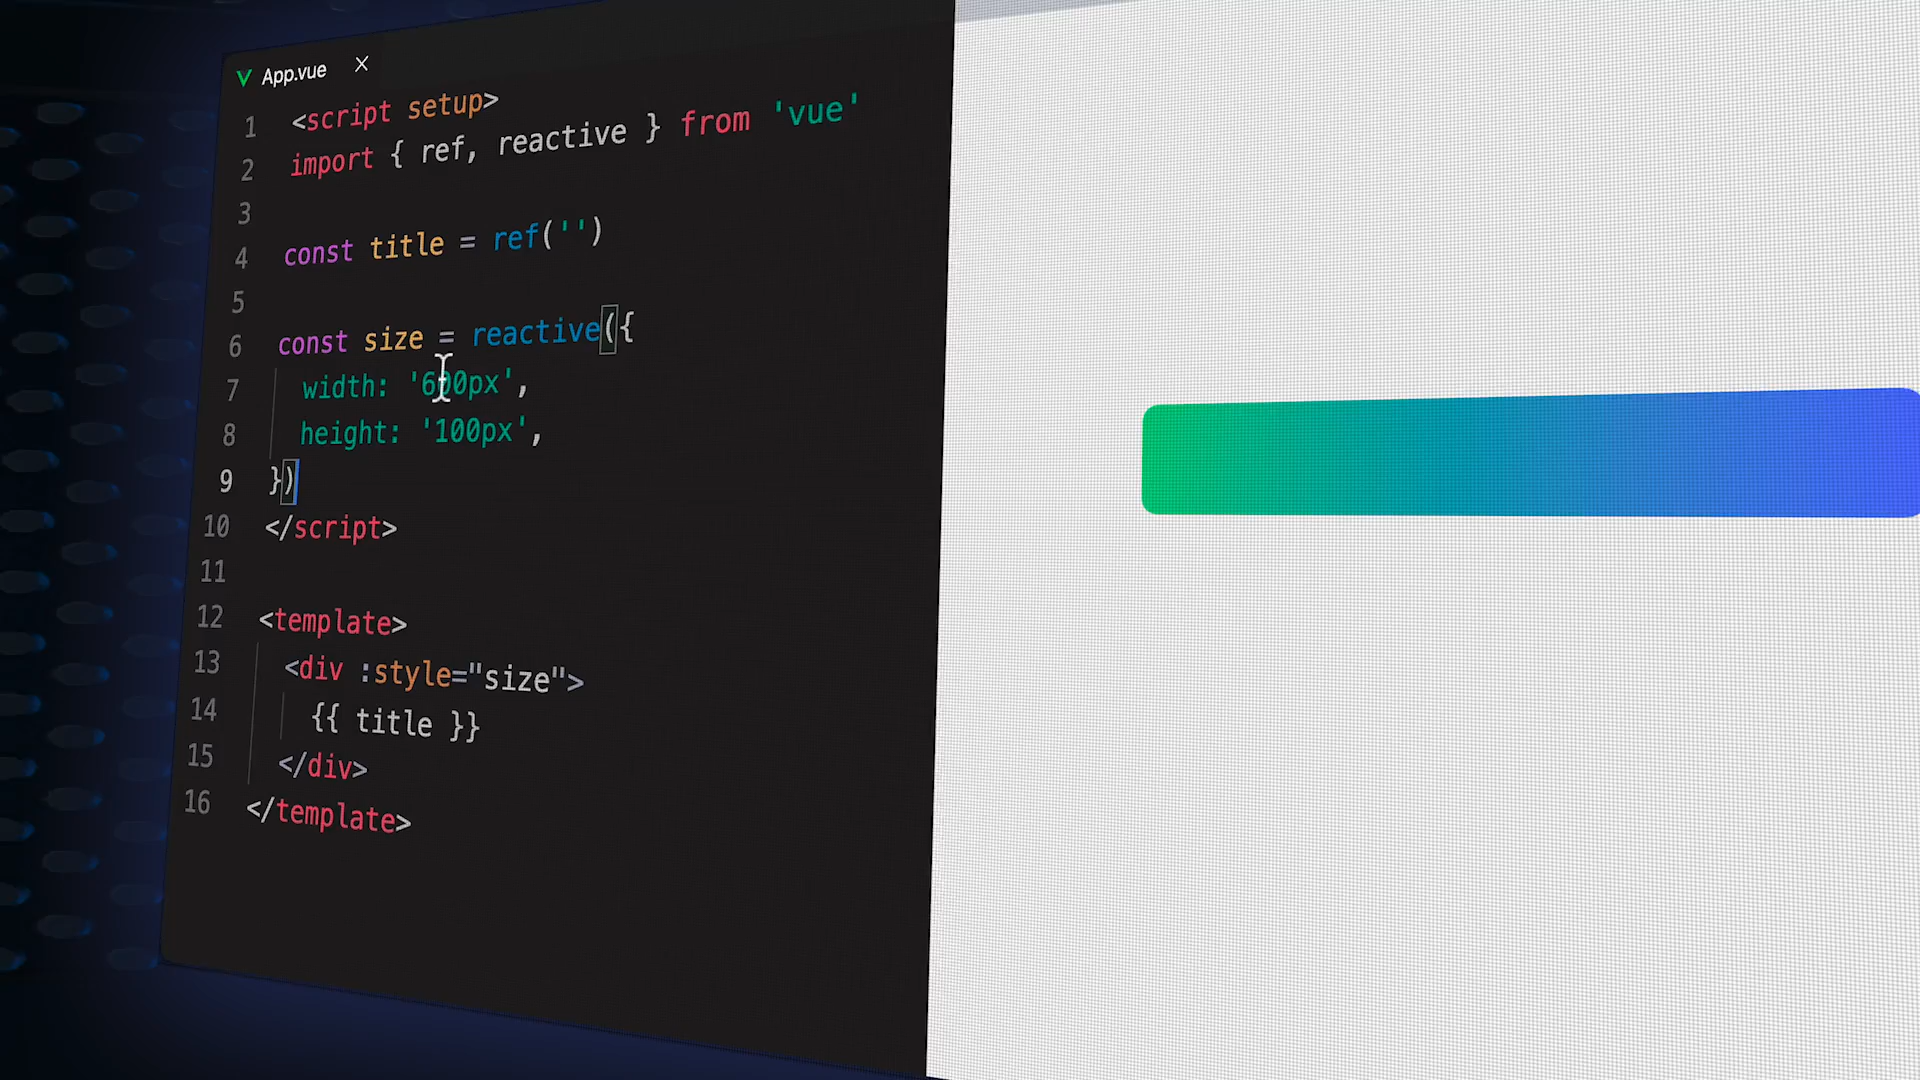 App.vue
1 <script setup>
2 import { ref, reactive } from 'vue'
3
4 const title = ref('')
5
6 const size = reactive({
7 width: '600px',
8 height: '100px',
9 })
10 </script>
11
12 <template>
13 <div :style="size">
14 {{ title }}
15 </div>
16 </template>